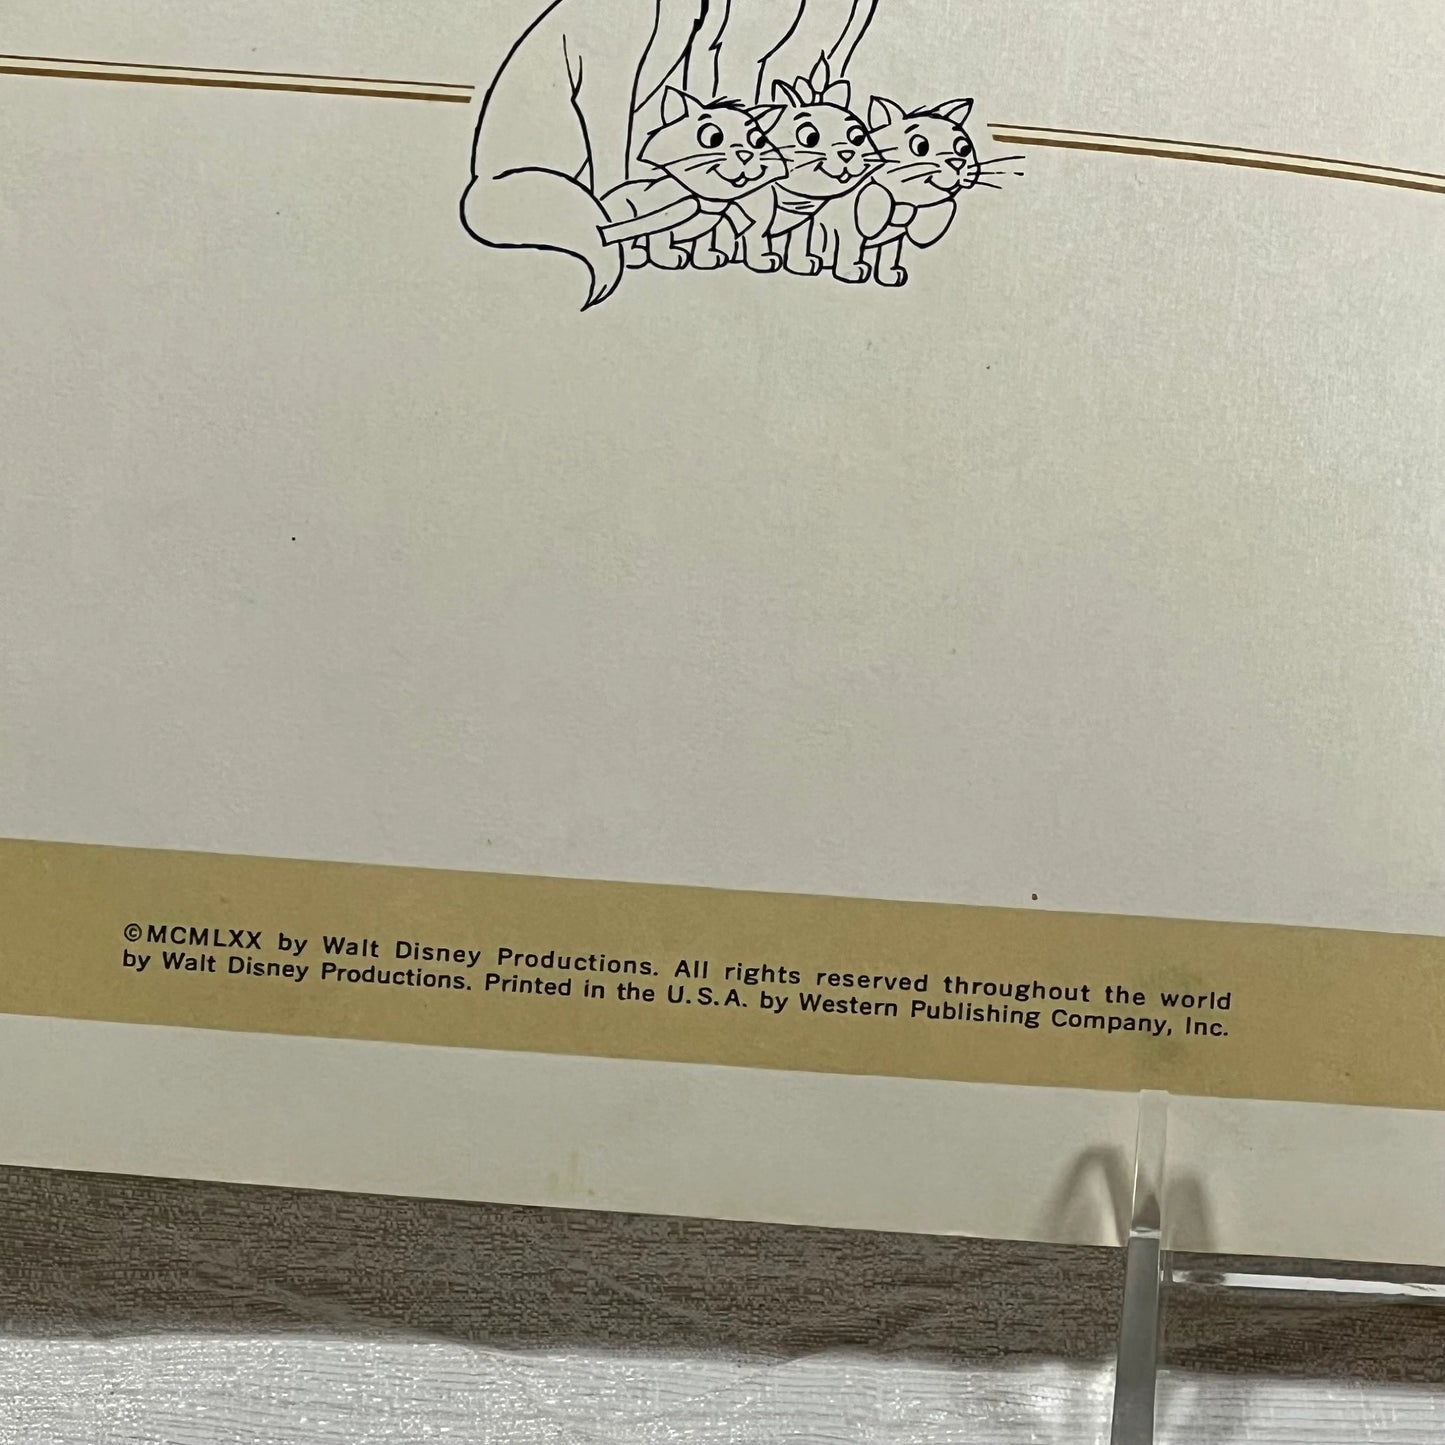 ©MCMLXX by Walt Disney Productions. All rights reserved throughout the world
by Walt Disney Productions. Printed in the U.S.A. by Western Publishing Company, Inc.